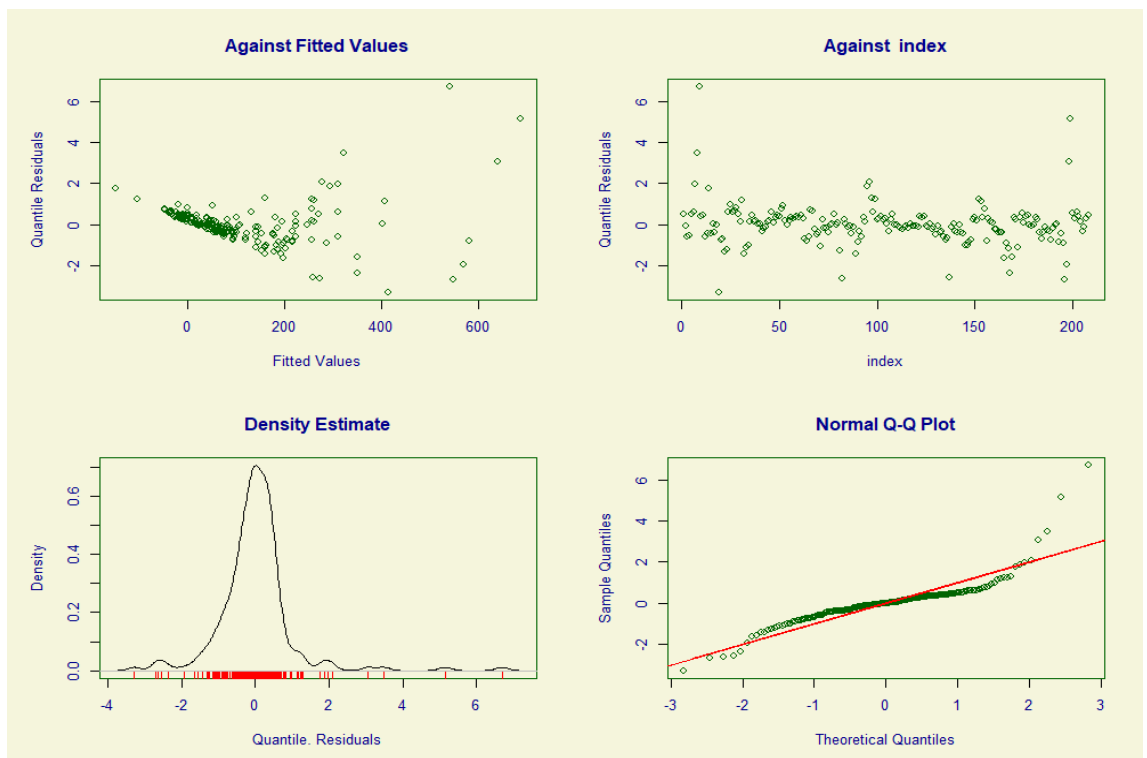 Against Fitted Values
Quantile Residuals
6
4
2
0
-2
0 200 400 600
Fitted Values
Against index
Quantile Residuals
6
4
2
0
-2
0 50 100 150 200
index
Density Estimate
Density
0.6
0.4
0.2
0.0
-4 -2 0 2 4 6
Quantile. Residuals
Normal Q-Q Plot
Sample Quantiles
6
4
2
0
-2
-3 -2 -1 0 1 2 3
Theoretical Quantiles